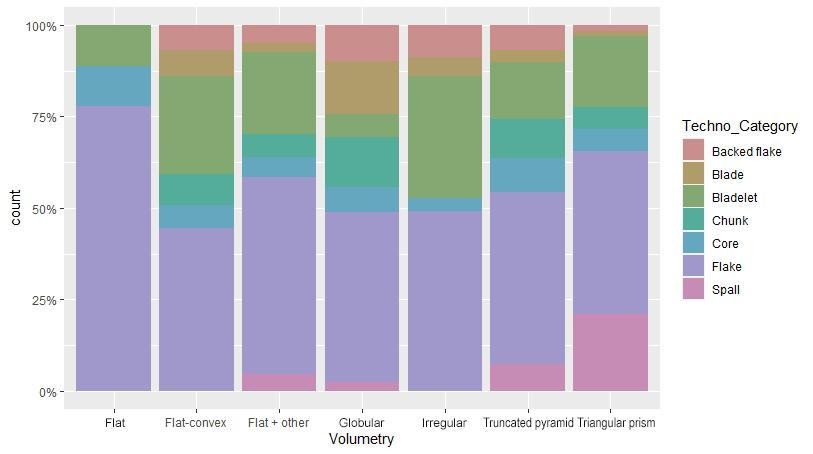 100%
75%
50%
25%
0%
count
Flat
Flat-convex
Flat + other
Globular
Irregular
Truncated pyramid
Triangular prism
Volumetry
Techno_Category
Backed flake
Blade
Bladelet
Chunk
Core
Flake
Spall